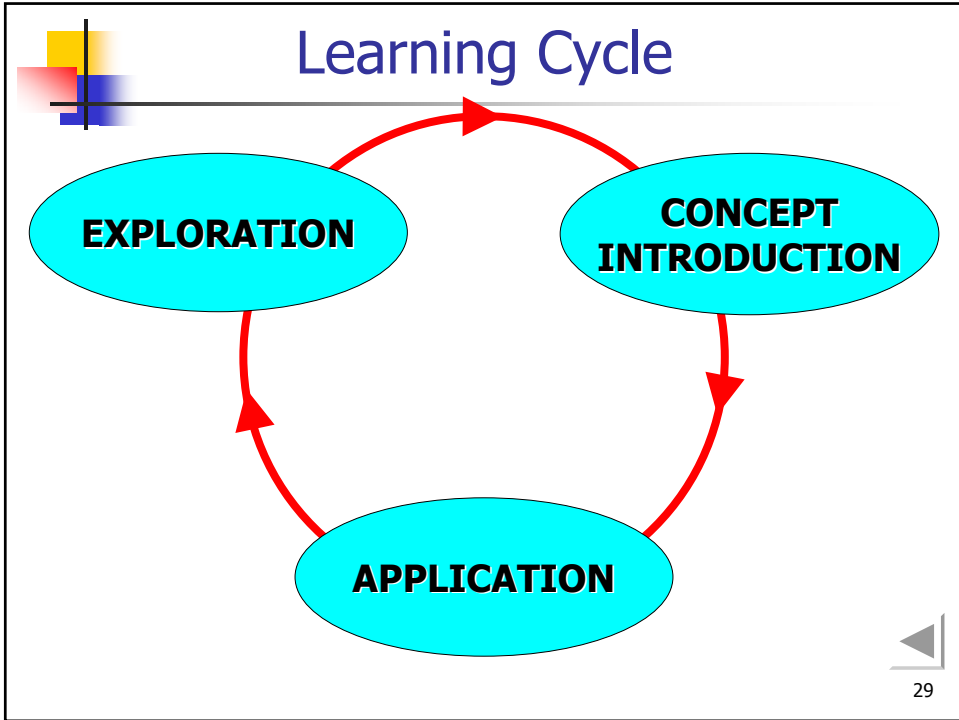 Learning Cycle
EXPLORATION
CONCEPT
INTRODUCTION
APPLICATION
29